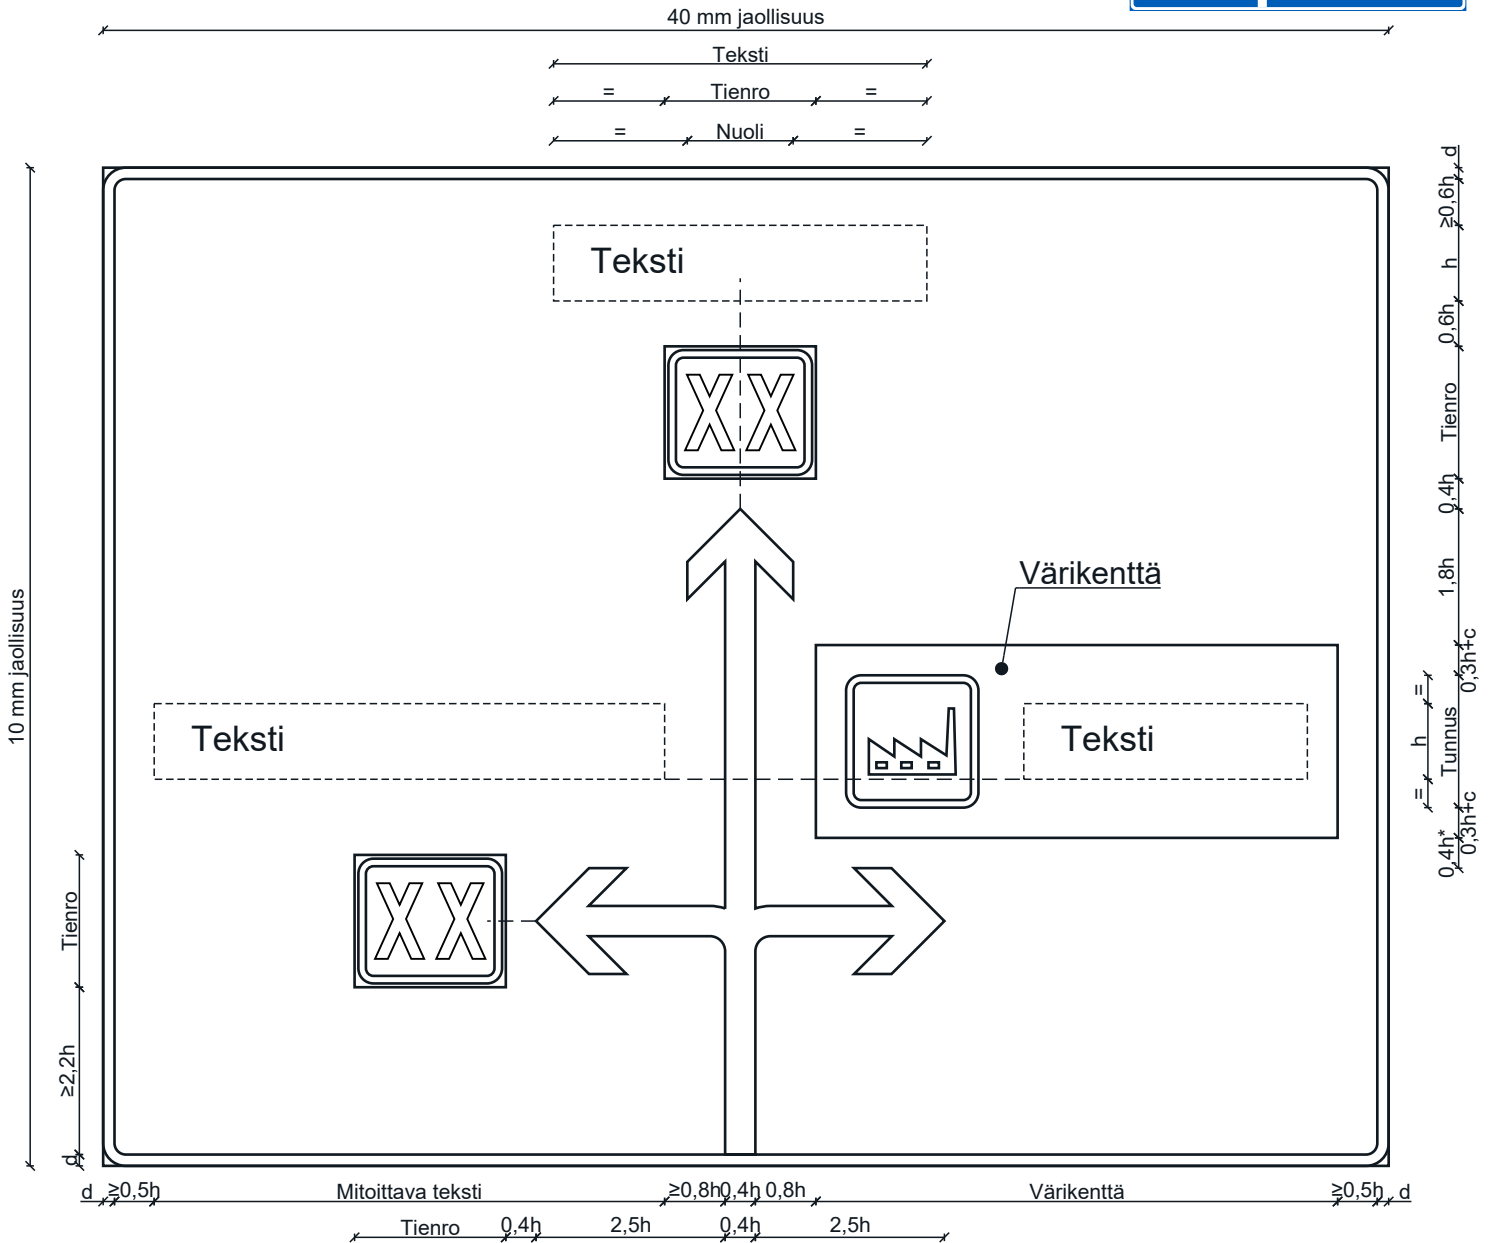 40 mm jaollisuus
Teksti
= Tienro =
= Nuoli =
d
≥0,6h
h
0,6h
Tienro
0,4h
1,8h
0,3h+c
Tunnus
0,3h+c
0,4h*
=
h
=
10 mm jaollisuus
Teksti
XX
Värikenttä
Teksti
Teksti
XX
Tienro
≥2,2h
d
d ≥0,5h Mitoittava teksti ≥0,8h 0,4h 0,8h Värikenttä ≥0,5h d
Tienro 0,4h 2,5h 0,4h 2,5h